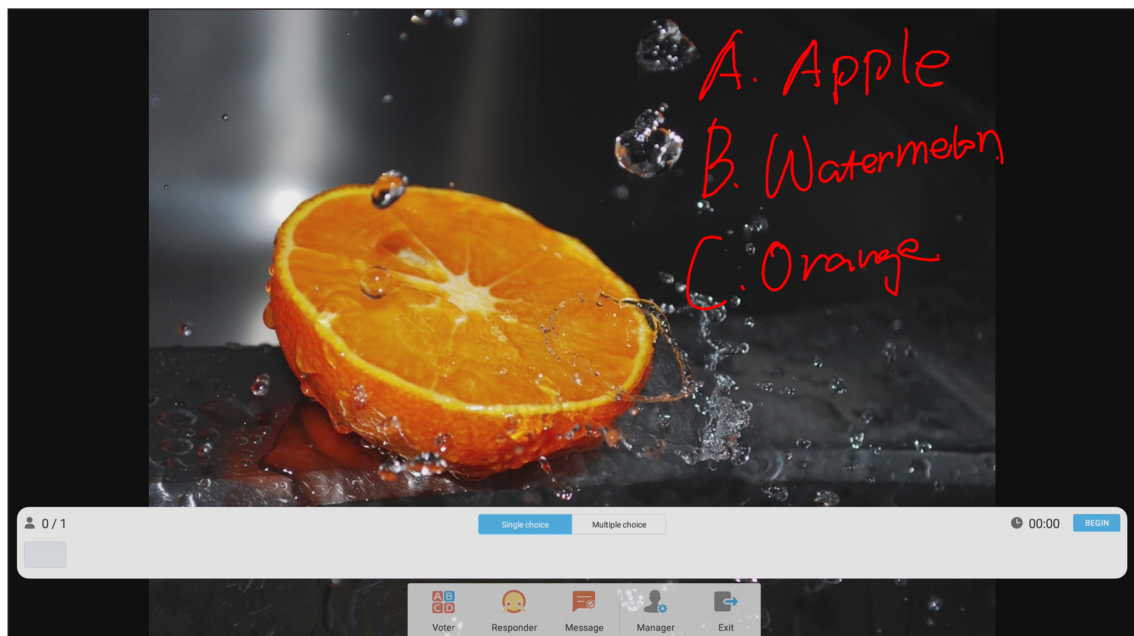 A. Apple
B. Watermelon
C. Orange
0 / 1
Single choice Multiple choice
00:00 BEGIN
A B
C D
Voter Responder Message Manager Exit